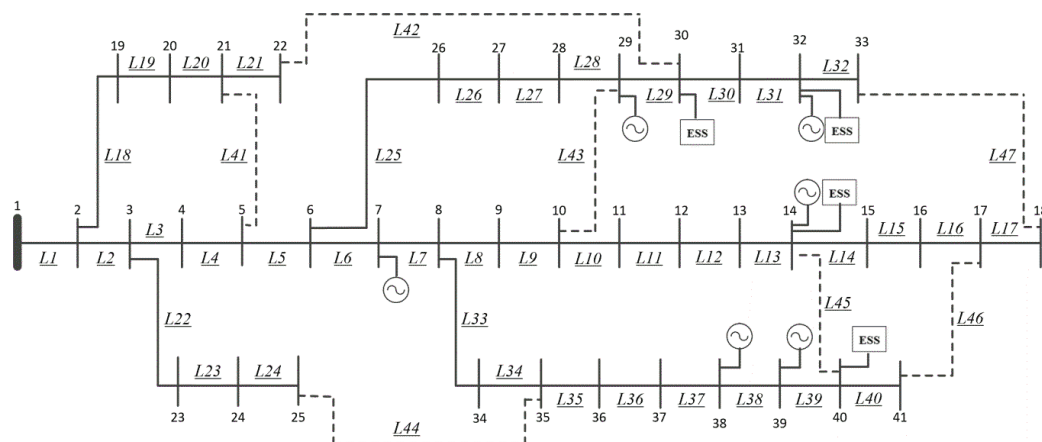 L42
19 20 21 22
L19 L20 L21
26 27 28 29 30 31 32 33
L28 L32
L26 L27 L29 L30 L31
ESS ESS
L18 L41 L25 L43 L47
ESS
1 2 3 4 5 6 7 8 9 10 11 12 13 14 15 16 17 18
L3 L15 L16 L17
L1 L2 L4 L5 L6 L7 L8 L9 L10 L11 L12 L13 L14
L22 L33 L45 L46
ESS
L23 L24 L34
L35 L36 L37 L38 L39 L40
23 24 25 34 35 36 37 38 39 40 41
L44